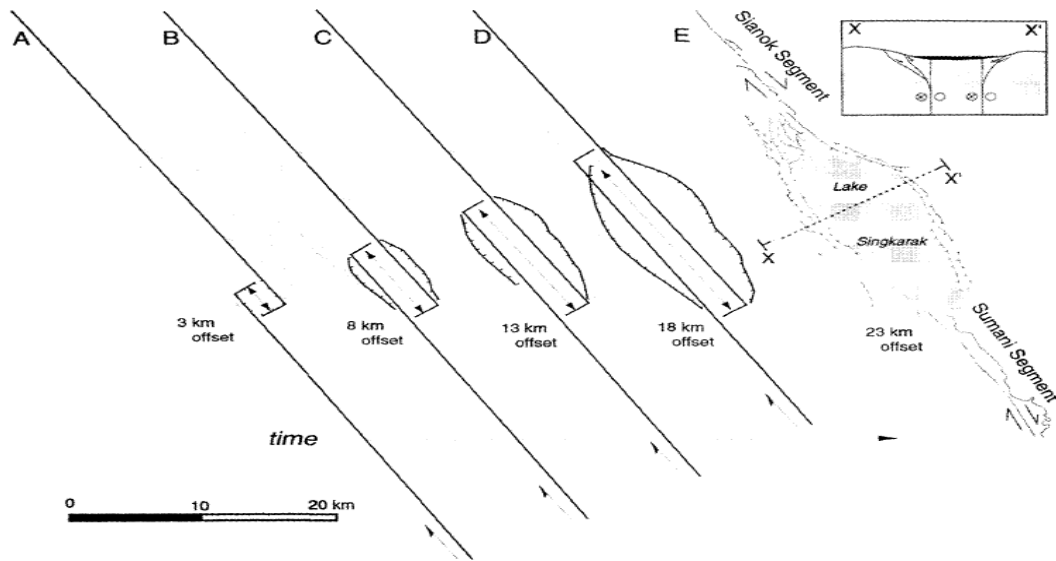 A
B
C
D
E
Sianok Segment
X
X'
Lake
Singkarak
X
X'
Sumani Segment
3 km
offset
8 km
offset
13 km
offset
18 km
offset
23 km
offset
time
0
10
20 km